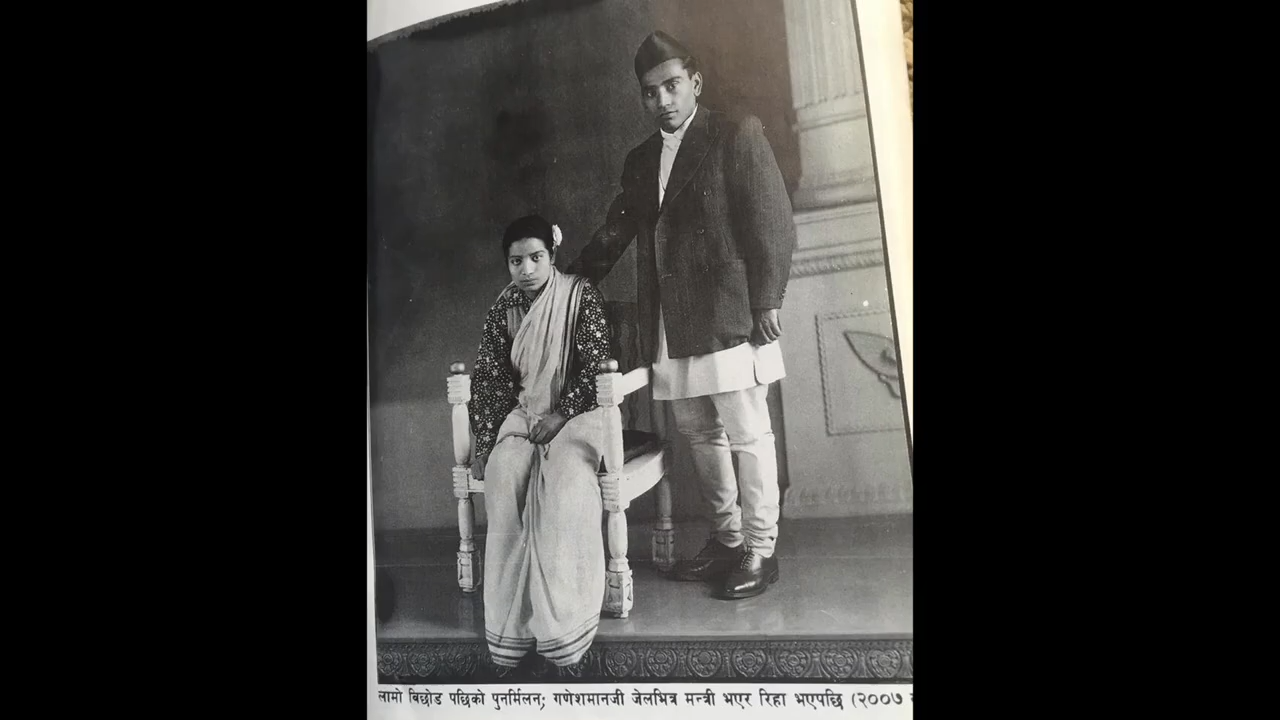 लामो बिछोड पछिको पुनर्मिलन; गणेशमानजी जेलभित्र मन्त्री भएर रिहा भएपछि (२००७